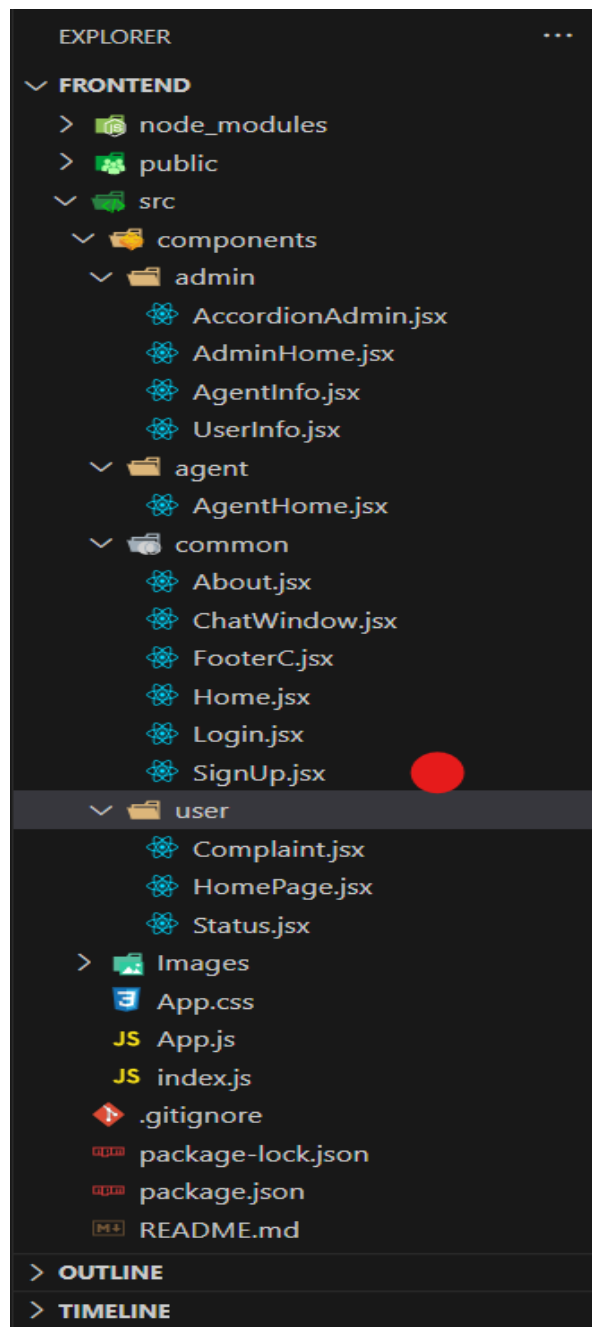 EXPLORER ...
FRONTEND
node_modules
public
src
components
admin
AccordionAdmin.jsx
AdminHome.jsx
AgentInfo.jsx
UserInfo.jsx
agent
AgentHome.jsx
common
About.jsx
ChatWindow.jsx
FooterC.jsx
Home.jsx
Login.jsx
SignUp.jsx
user
Complaint.jsx
HomePage.jsx
Status.jsx
Images
App.css
JS App.js
JS index.js
.gitignore
package-lock.json
package.json
README.md
OUTLINE
TIMELINE